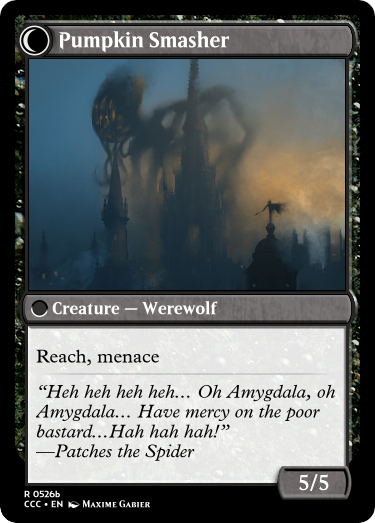 Pumpkin Smasher
Creature — Werewolf
Reach, menace
“Heh heh heh heh… Oh Amygdala, oh
Amygdala… Have mercy on the poor
bastard…Hah hah hah!”
—Patches the Spider
5/5
R 0526b
CCC • EN Maxime Gabier